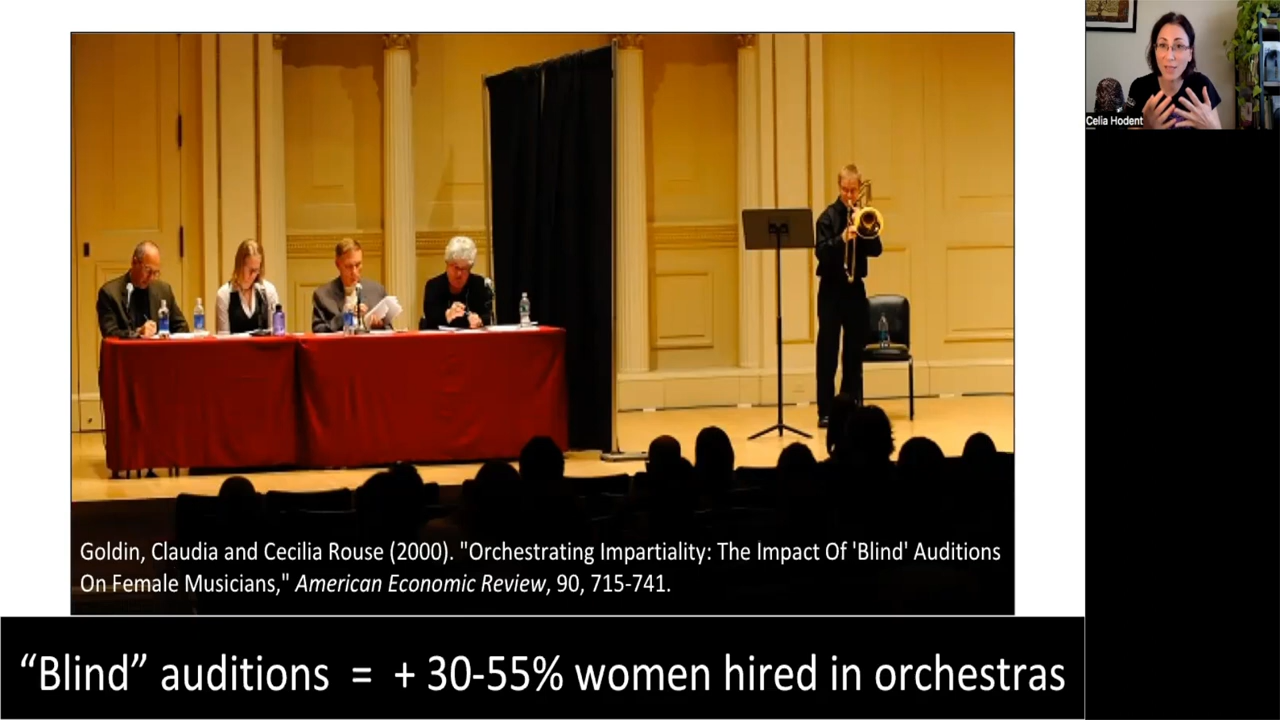 Celia Hodent
Goldin, Claudia and Cecilia Rouse (2000). "Orchestrating Impartiality: The Impact Of 'Blind' Auditions
On Female Musicians," American Economic Review, 90, 715-741.
“Blind” auditions = + 30-55% women hired in orchestras